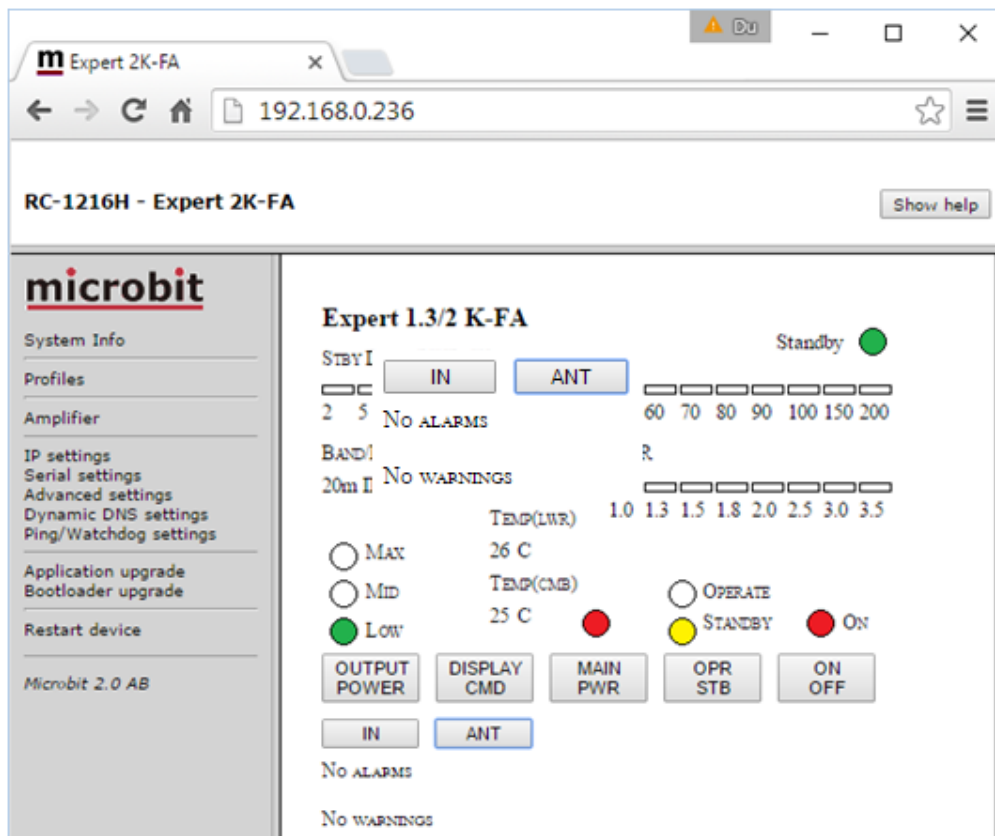 Du
m Expert 2K-FA
192.168.0.236
RC-1216H - Expert 2K-FA
Show help
microbit
System Info
Profiles
Amplifier
IP settings
Serial settings
Advanced settings
Dynamic DNS settings
Ping/Watchdog settings
Application upgrade
Bootloader upgrade
Restart device
Microbit 2.0 AB
Expert 1.3/2 K-FA
Standby
STBY
IN ANT
2 5 60 70 80 90 100 150 200
NO ALARMS
BAND/ R
NO WARNINGS
20m
1.0 1.3 1.5 1.8 2.0 2.5 3.0 3.5
TEMP(LWR)
MAX 26 C
MID TEMP(CMB) OPERATE
LOW 25 C STANDBY ON
OUTPUT POWER DISPLAY CMD MAIN PWR OPR STB ON OFF
IN ANT
NO ALARMS
NO WARNINGS